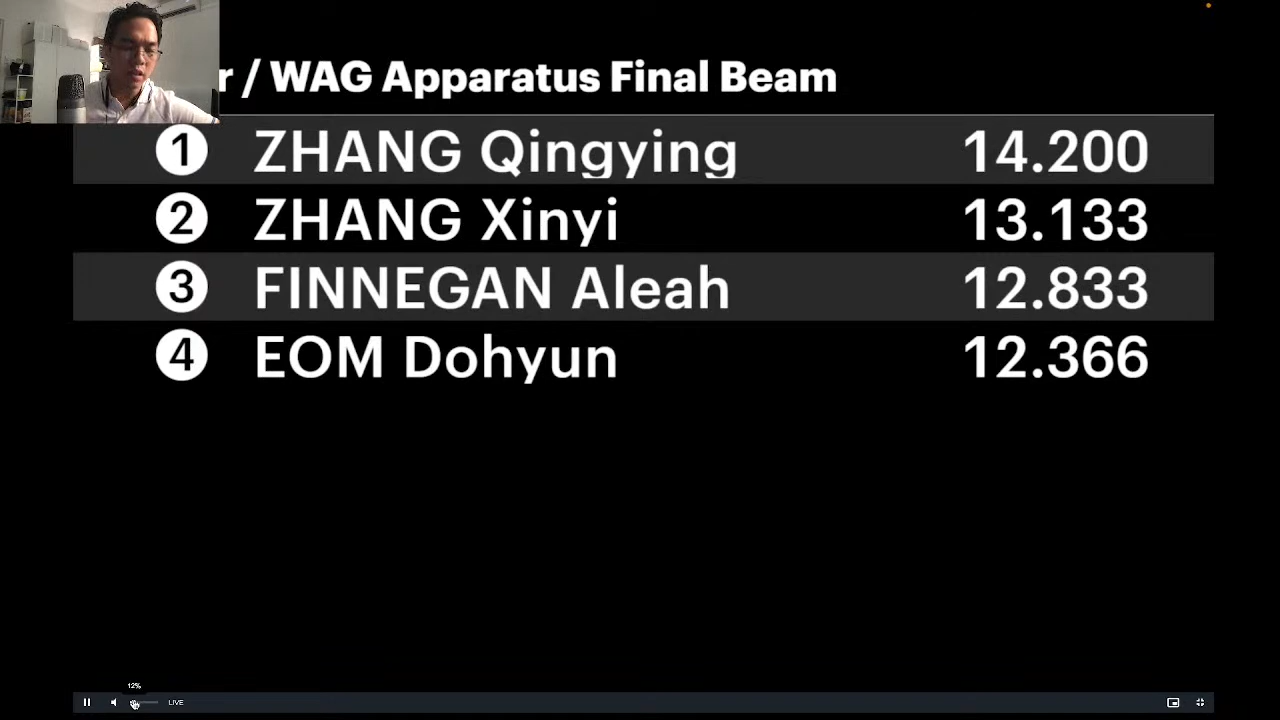 r / WAG Apparatus Final Beam
1 ZHANG Qingying 14.200
2 ZHANG Xinyi 13.133
3 FINNEGAN Aleah 12.833
4 EOM Dohyun 12.366
12%
LIVE